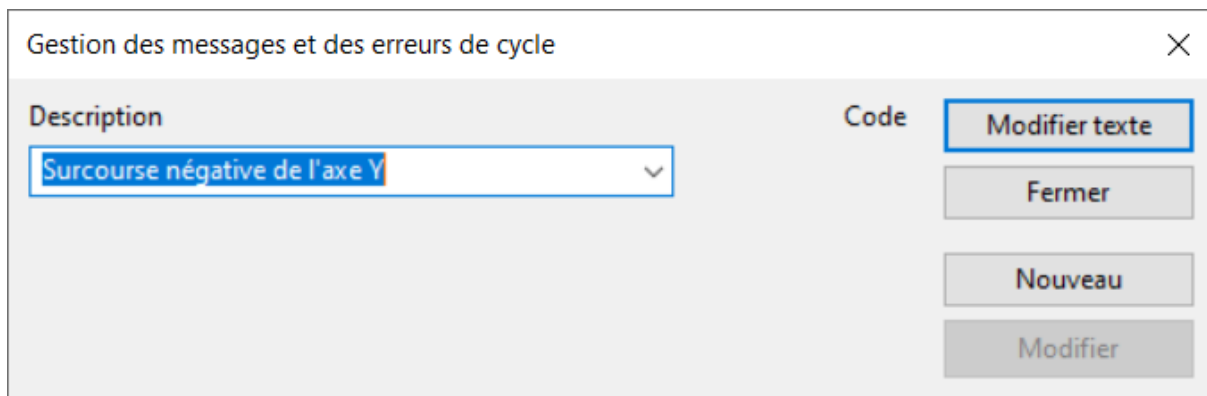 Gestion des messages et des erreurs de cycle
Description
Code
Modifier texte
Surcourse négative de l'axe Y
Fermer
Nouveau
Modifier